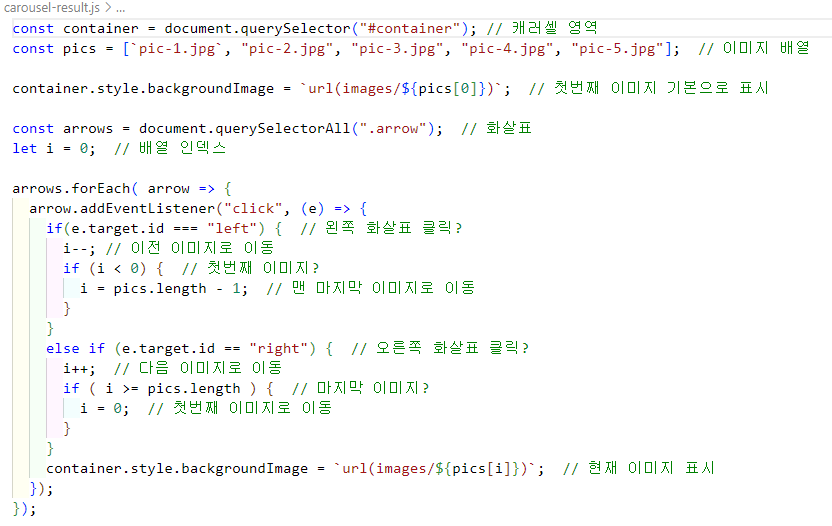 carousel-result.js > ...
const container = document.querySelector("#container"); // 캐러셀 영역
const pics = [`pic-1.jpg`, "pic-2.jpg", "pic-3.jpg", "pic-4.jpg", "pic-5.jpg"];  // 이미지 배열
container.style.backgroundImage = `url(images/${pics[0]})`;  // 첫번째 이미지 기본으로 표시
const arrows = document.querySelectorAll(".arrow");  // 화살표
let i = 0;  // 배열 인덱스
arrows.forEach( arrow => {
  arrow.addEventListener("click", (e) => {
    if(e.target.id === "left") {  // 왼쪽 화살표 클릭?
      i--; // 이전 이미지로 이동
      if (i < 0) {  // 첫번째 이미지?
        i = pics.length - 1;  // 맨 마지막 이미지로 이동
      }
    }
    else if (e.target.id == "right") {  // 오른쪽 화살표 클릭?
      i++;  // 다음 이미지로 이동
      if ( i >= pics.length ) {  // 마지막 이미지?
        i = 0;  // 첫번째 이미지로 이동
      }
    }
    container.style.backgroundImage = `url(images/${pics[i]})`;  // 현재 이미지 표시
  });
});